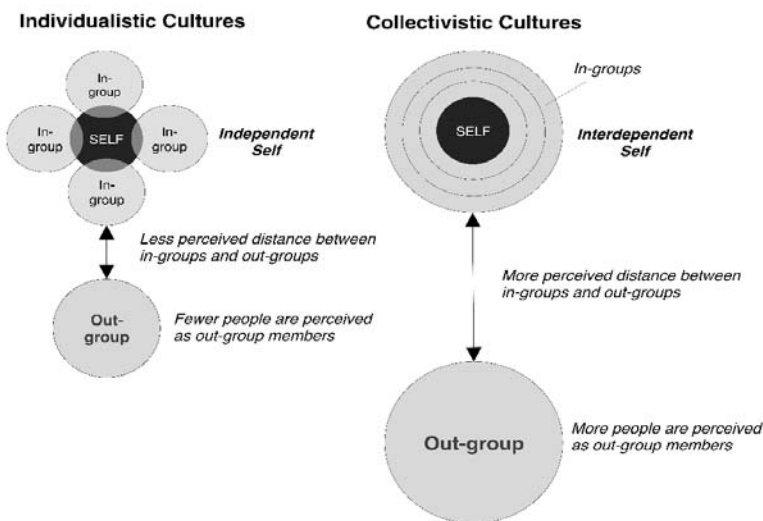 Individualistic Cultures
In-
group
In-
group
SELF
In-
group
In-
group
Independent
Self
Less perceived distance between
in-groups and out-groups
Out-
group
Fewer people are perceived
as out-group members
Collectivistic Cultures
In-groups
SELF
Interdependent
Self
More perceived distance between
in-groups and out-groups
Out-group
More people are perceived
as out-group members